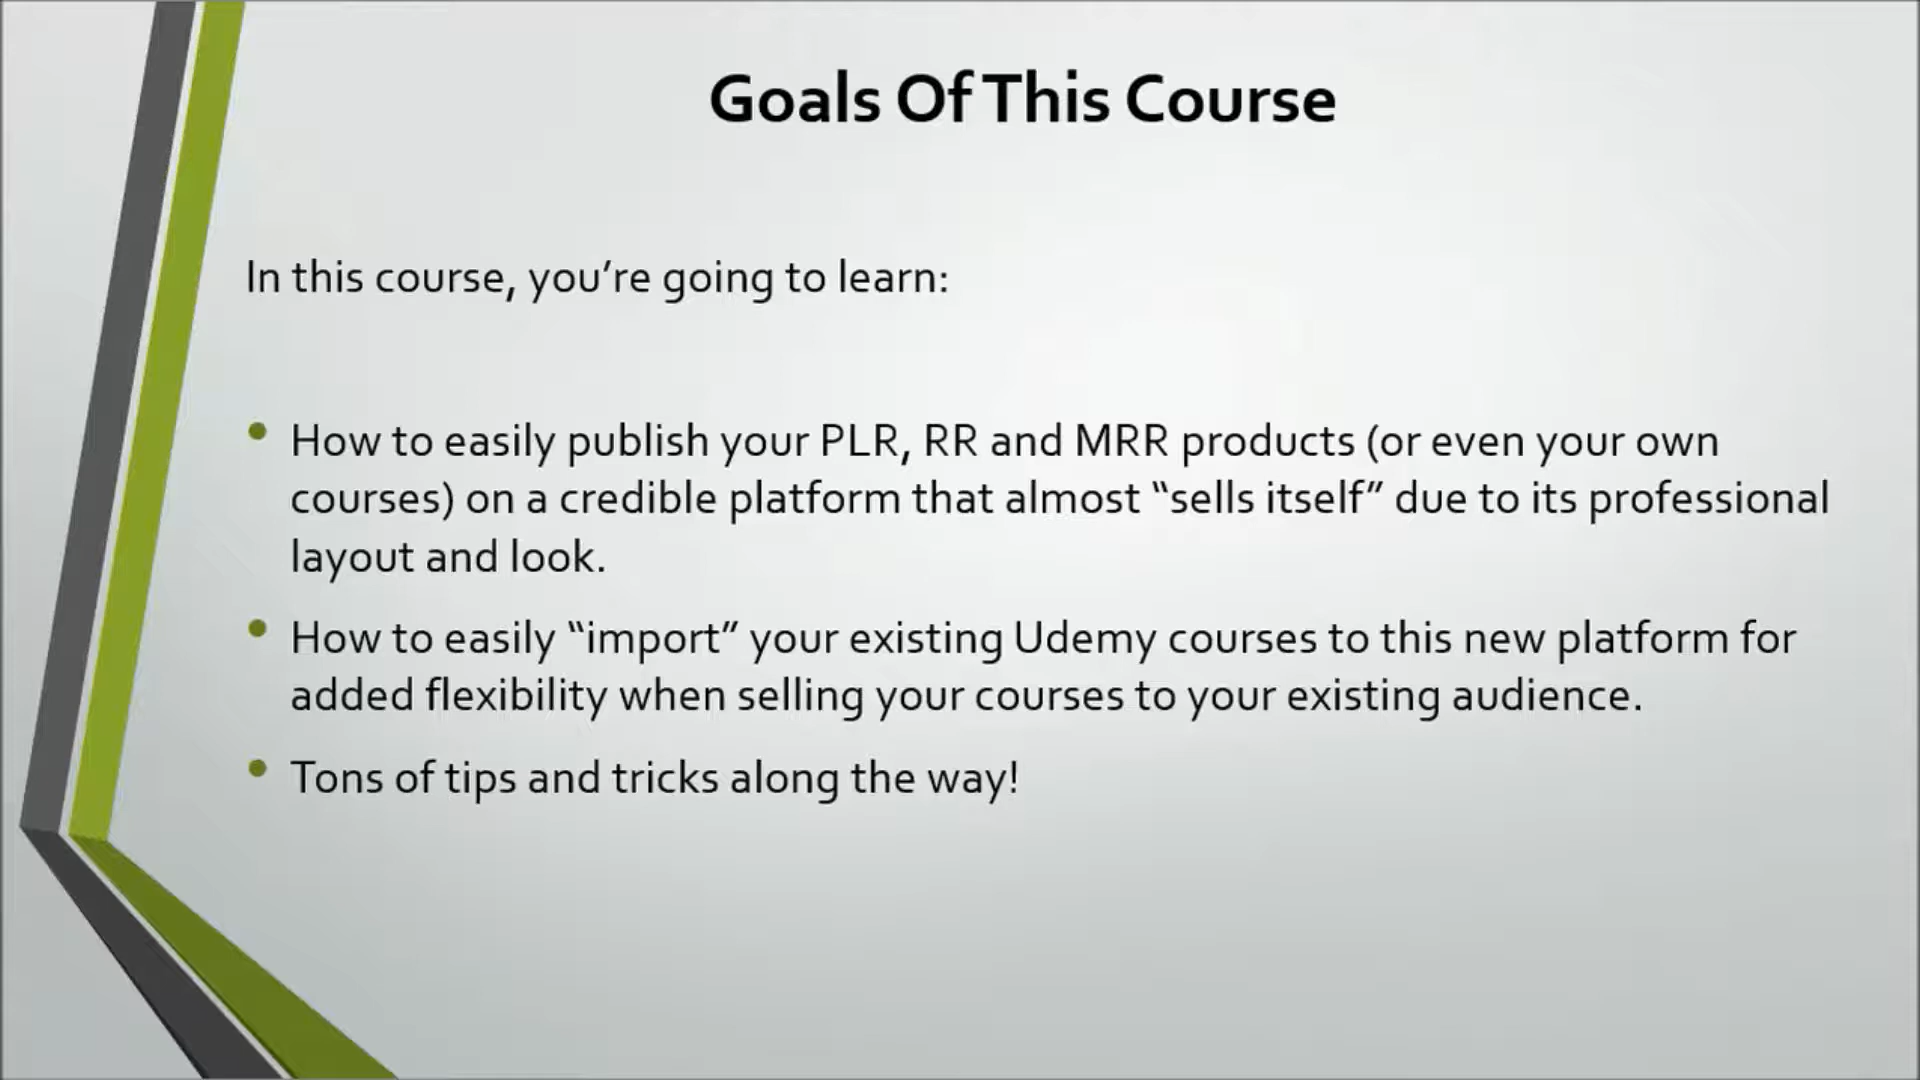 Goals Of This Course
In this course, you’re going to learn:
• How to easily publish your PLR, RR and MRR products (or even your own
courses) on a credible platform that almost “sells itself” due to its professional
layout and look.
• How to easily “import” your existing Udemy courses to this new platform for
added flexibility when selling your courses to your existing audience.
• Tons of tips and tricks along the way!